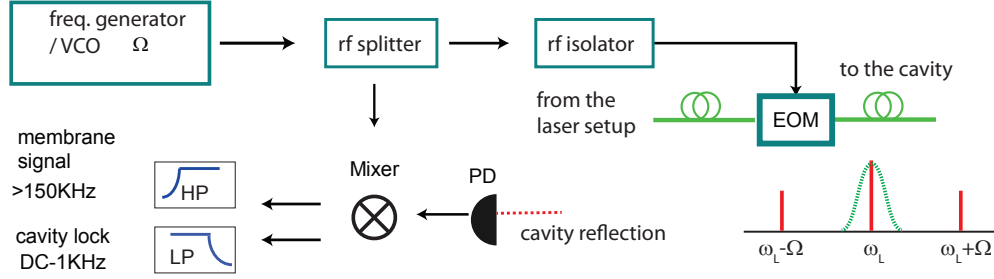 freq. generator
/ VCO Ω
rf splitter
rf isolator
to the cavity
from the
laser setup
EOM
membrane
signal
>150KHz
HP
Mixer
PD
cavity reflection
cavity lock
DC-1KHz
LP
ω_L-Ω
ω_L
ω_L+Ω